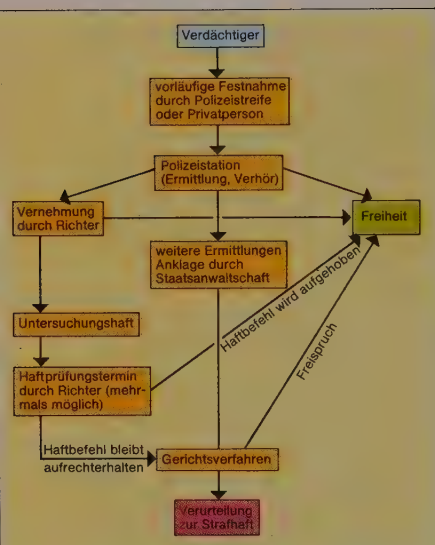 Verdächtiger
vorläufige Festnahme
durch Polizeistreife
oder Privatperson
Polizeistation
(Ermittlung, Verhör)
Vernehmung
durch Richter
Freiheit
weitere Ermittlungen
Anklage durch
Staatsanwaltschaft
Haftbefehl wird aufgehoben
Untersuchungshaft
Freispruch
Haftprüfungstermin
durch Richter (mehr-
mals möglich)
Haftbefehl bleibt
aufrechterhalten
Gerichtsverfahren
Verurteilung
zur Strafhaft